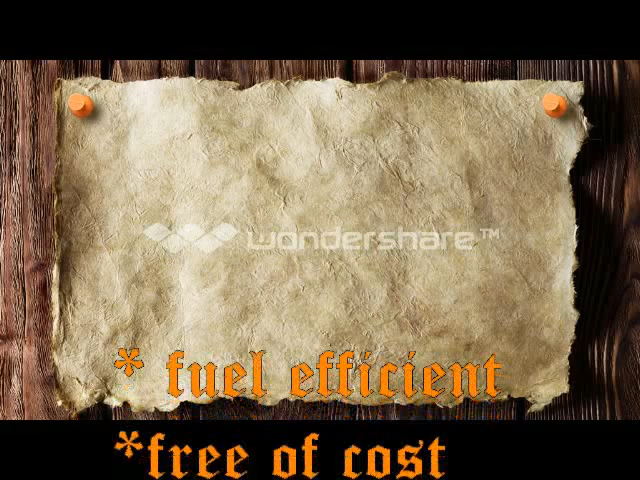 wondershare™
* fuel efficient
*free of cost